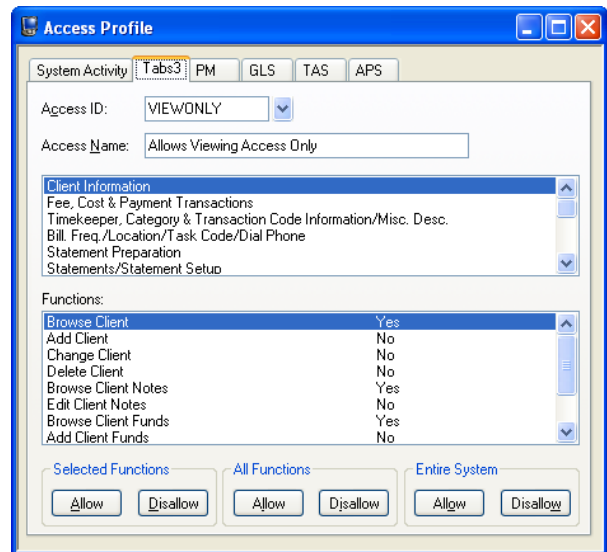 Access Profile
System Activity Tabs3 PM GLS TAS APS
Access ID: VIEWONLY
Access Name: Allows Viewing Access Only
Client Information
Fee, Cost & Payment Transactions
Timekeeper, Category & Transaction Code Information/Misc. Desc.
Bill. Freq./Location/Task Code/Dial Phone
Statement Preparation
Statements/Statement Setup
Functions:
Browse Client Yes
Add Client No
Change Client No
Delete Client No
Browse Client Notes Yes
Edit Client Notes No
Browse Client Funds Yes
Add Client Funds No
Selected Functions All Functions Entire System
Allow Disallow Allow Disallow Allow Disallow